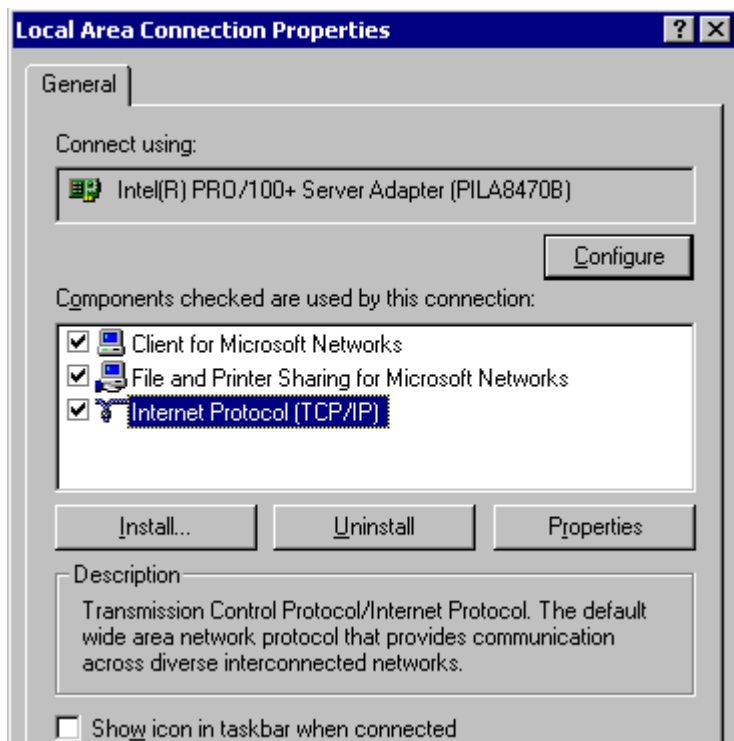 Local Area Connection Properties
General
Connect using:
Intel(R) PRO/100+ Server Adapter (PILA8470B)
Configure
Components checked are used by this connection:
Client for Microsoft Networks
File and Printer Sharing for Microsoft Networks
Internet Protocol (TCP/IP)
Install...
Uninstall
Properties
Description
Transmission Control Protocol/Internet Protocol. The default
wide area network protocol that provides communication
across diverse interconnected networks.
Show icon in taskbar when connected